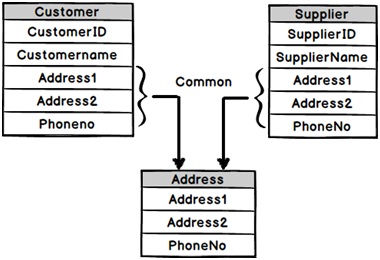 Customer
CustomerID
Customername
Address1
Address2
Phoneno
Common
Supplier
SupplierID
SupplierName
Address1
Address2
PhoneNo
Address
Address1
Address2
PhoneNo